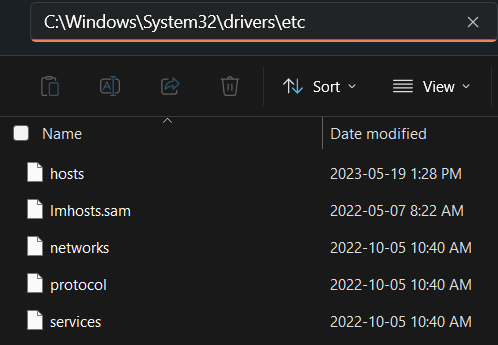 C:\Windows\System32\drivers\etc
Sort View
Name Date modified
hosts 2023-05-19 1:28 PM
lmhosts.sam 2022-05-07 8:22 AM
networks 2022-10-05 10:40 AM
protocol 2022-10-05 10:40 AM
services 2022-10-05 10:40 AM